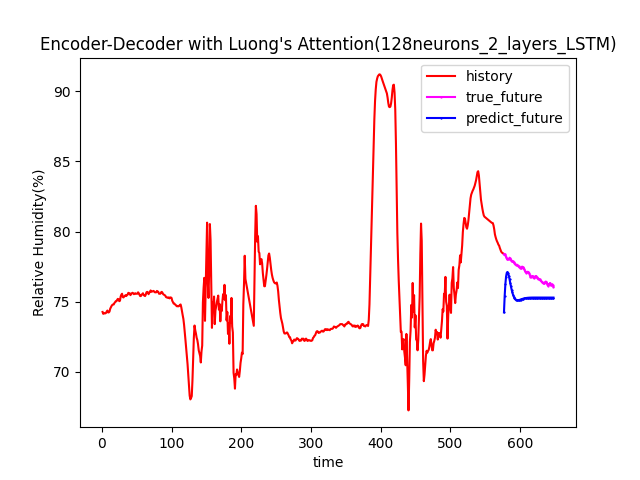 Encoder-Decoder with Luong's Attention(128neurons_2_layers_LSTM)
history
true_future
predict_future
Relative Humidity(%)
90
85
80
75
70
0 100 200 300 400 500 600
time